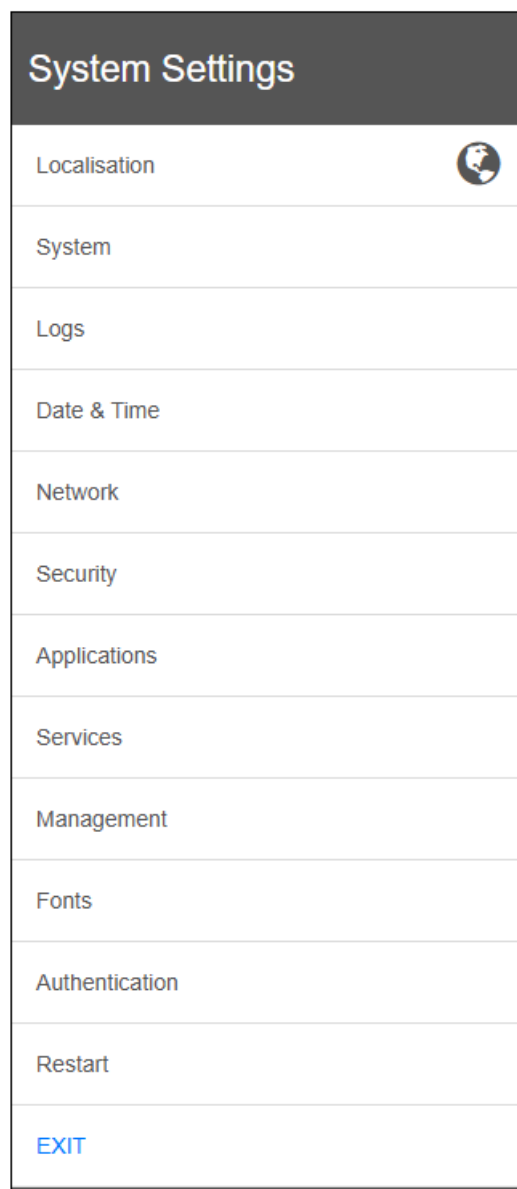 System Settings
Localisation
System
Logs
Date & Time
Network
Security
Applications
Services
Management
Fonts
Authentication
Restart
EXIT